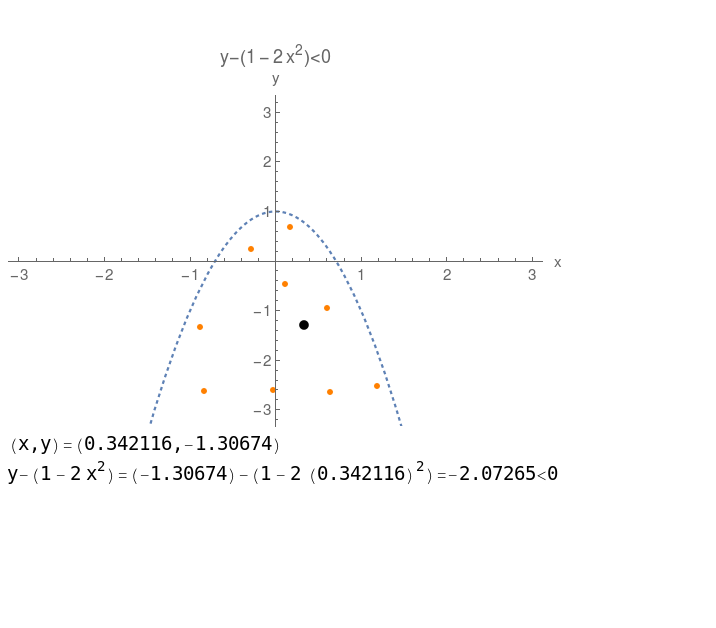 y−(1 − 2 x²)<0
y
3
2
1
−3 −2 −1 1 2 3 x
−1
−2
−3
(x,y)=(0.342116,-1.30674)
y-(1-2 x²)=(-1.30674)-(1-2 (0.342116)²)=-2.07265<0